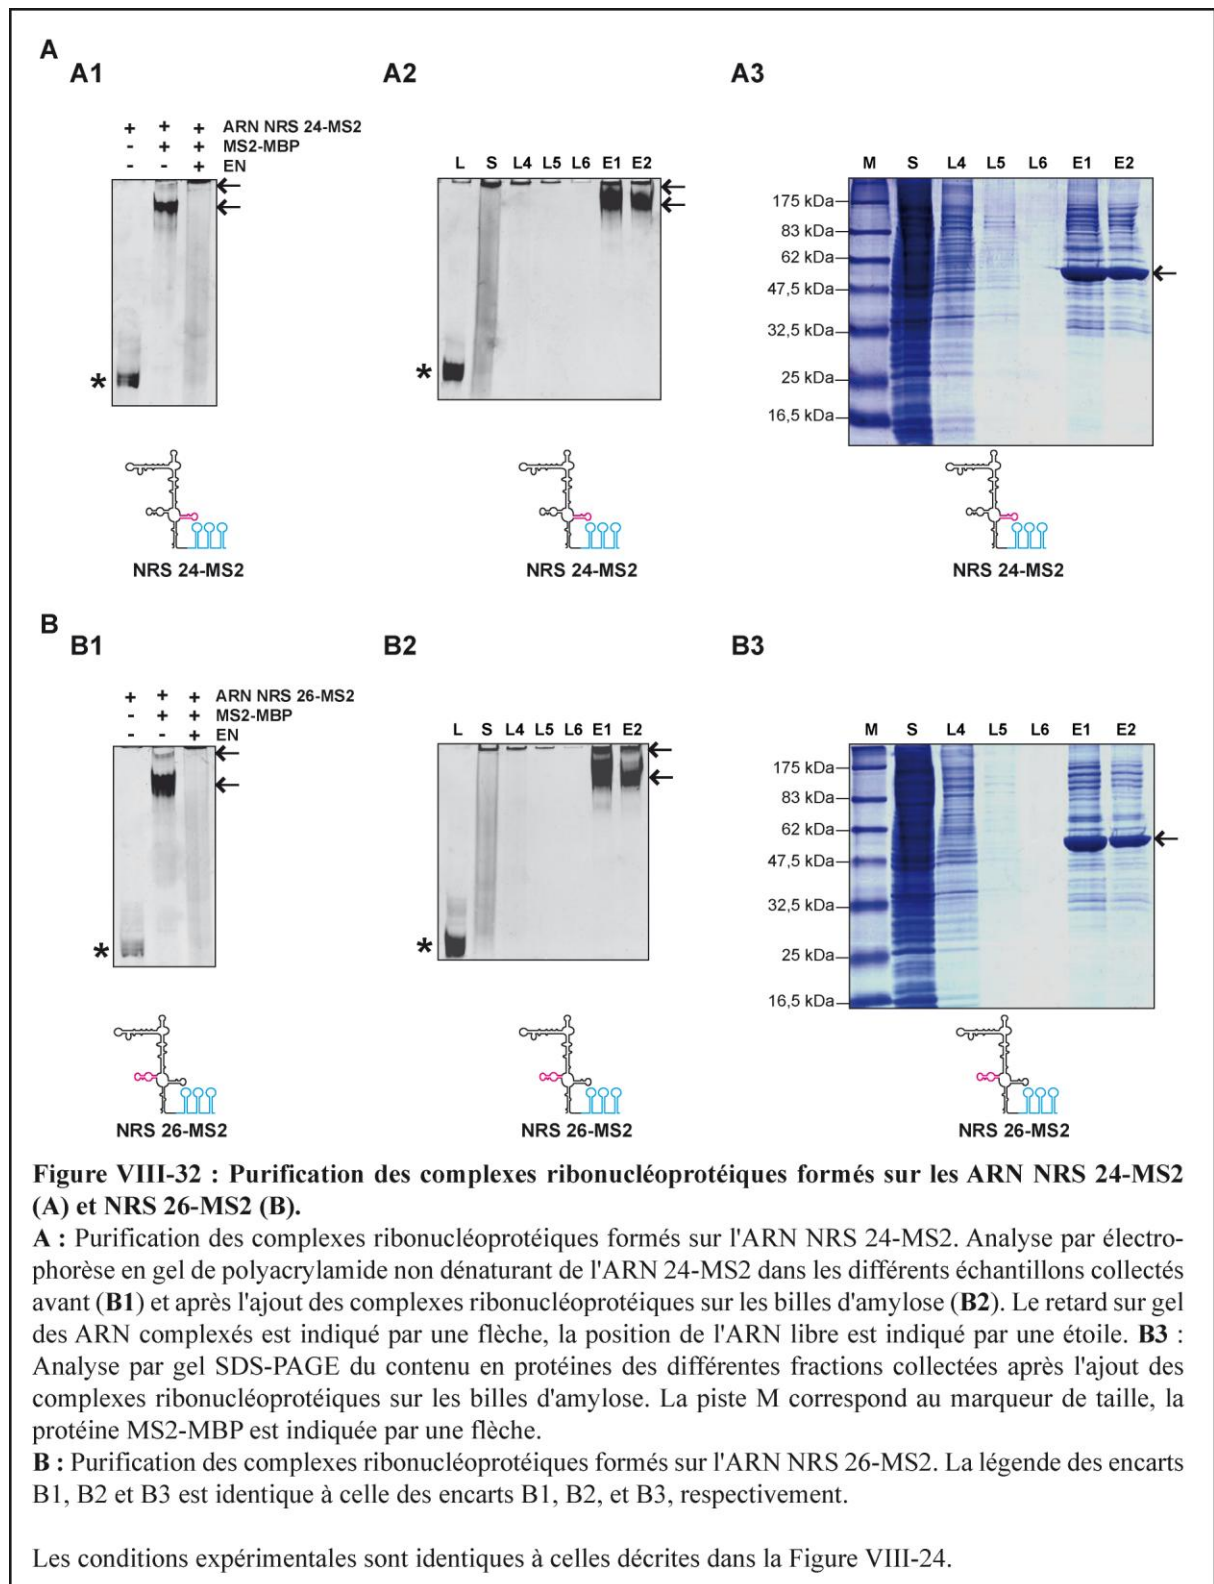 A
A1
A2
A3
+ + + ARN NRS 24-MS2
- + + MS2-MBP
- - + EN
*
L S L4 L5 L6 E1 E2
*
M S L4 L5 L6 E1 E2
175 kDa
83 kDa
62 kDa
47,5 kDa
32,5 kDa
25 kDa
16,5 kDa
NRS 24-MS2
NRS 24-MS2
NRS 24-MS2
B
B1
B2
B3
+ + + ARN NRS 26-MS2
- + + MS2-MBP
- - + EN
*
L S L4 L5 L6 E1 E2
*
M S L4 L5 L6 E1 E2
175 kDa
83 kDa
62 kDa
47,5 kDa
32,5 kDa
25 kDa
16,5 kDa
NRS 26-MS2
NRS 26-MS2
NRS 26-MS2
Figure VIII-32 : Purification des complexes ribonucléoprotéiques formés sur les ARN NRS 24-MS2
(A) et NRS 26-MS2 (B).
A : Purification des complexes ribonucléoprotéiques formés sur l'ARN NRS 24-MS2. Analyse par électro-
phorèse en gel de polyacrylamide non dénaturant de l'ARN 24-MS2 dans les différents échantillons collectés
avant (B1) et après l'ajout des complexes ribonucléoprotéiques sur les billes d'amylose (B2). Le retard sur gel
des ARN complexés est indiqué par une flèche, la position de l'ARN libre est indiqué par une étoile. B3 :
Analyse par gel SDS-PAGE du contenu en protéines des différentes fractions collectées après l'ajout des
complexes ribonucléoprotéiques sur les billes d'amylose. La piste M correspond au marqueur de taille, la
protéine MS2-MBP est indiquée par une flèche.
B : Purification des complexes ribonucléoprotéiques formés sur l'ARN NRS 26-MS2. La légende des encarts
B1, B2 et B3 est identique à celle des encarts B1, B2, et B3, respectivement.
Les conditions expérimentales sont identiques à celles décrites dans la Figure VIII-24.